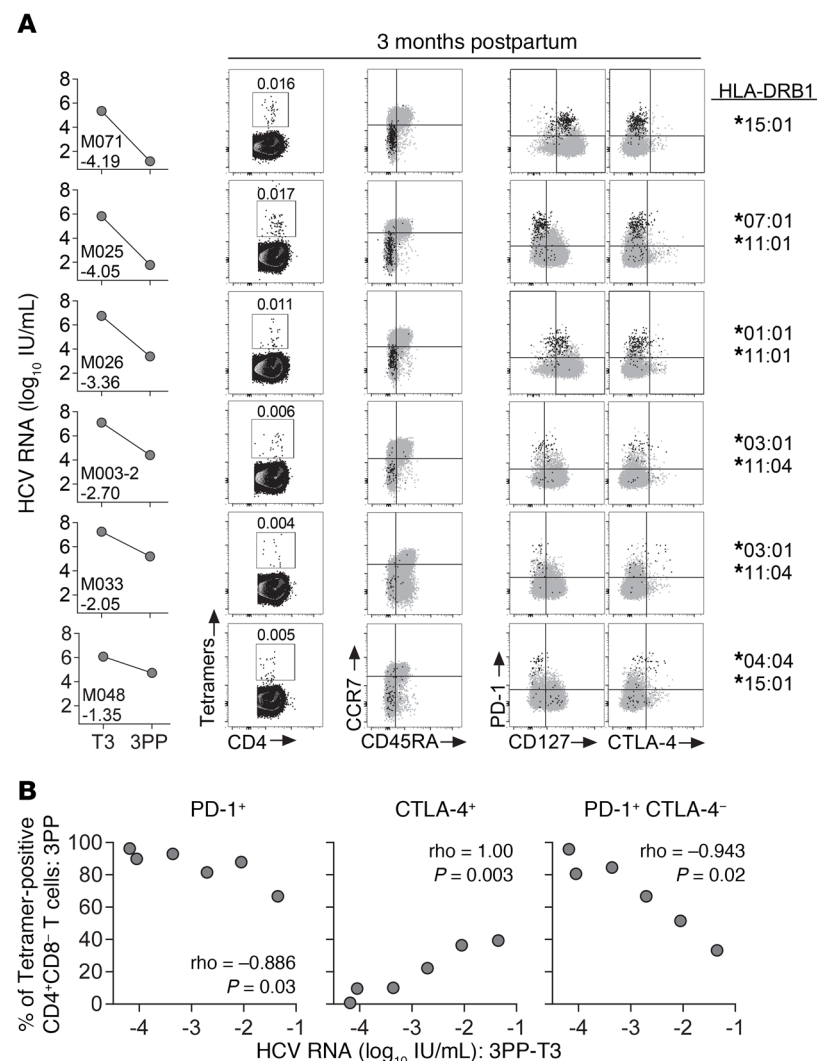 A
3 months postpartum
HLA-DRB1
HCV RNA (log10 IU/mL)
8
6
4
2
M071
-4.19
0.016
*15:01
8
6
4
2
M025
-4.05
0.017
*07:01
*11:01
8
6
4
2
M026
-3.36
0.011
*01:01
*11:01
8
6
4
2
M003-2
-2.70
0.006
*03:01
*11:04
8
6
4
2
M033
-2.05
0.004
*03:01
*11:04
8
6
4
2
M048
-1.35
0.005
*04:04
*15:01
T3 3PP
Tetramers
CD4
CCR7
CD45RA
PD-1
CD127
CTLA-4
B
% of Tetramer-positive
CD4+CD8− T cells: 3PP
PD-1+
CTLA-4+
PD-1+ CTLA-4−
100
80
60
40
20
0
rho = –0.886
P = 0.03
rho = 1.00
P = 0.003
rho = –0.943
P = 0.02
-4 -3 -2 -1
-4 -3 -2 -1
-4 -3 -2 -1
HCV RNA (log10 IU/mL): 3PP-T3